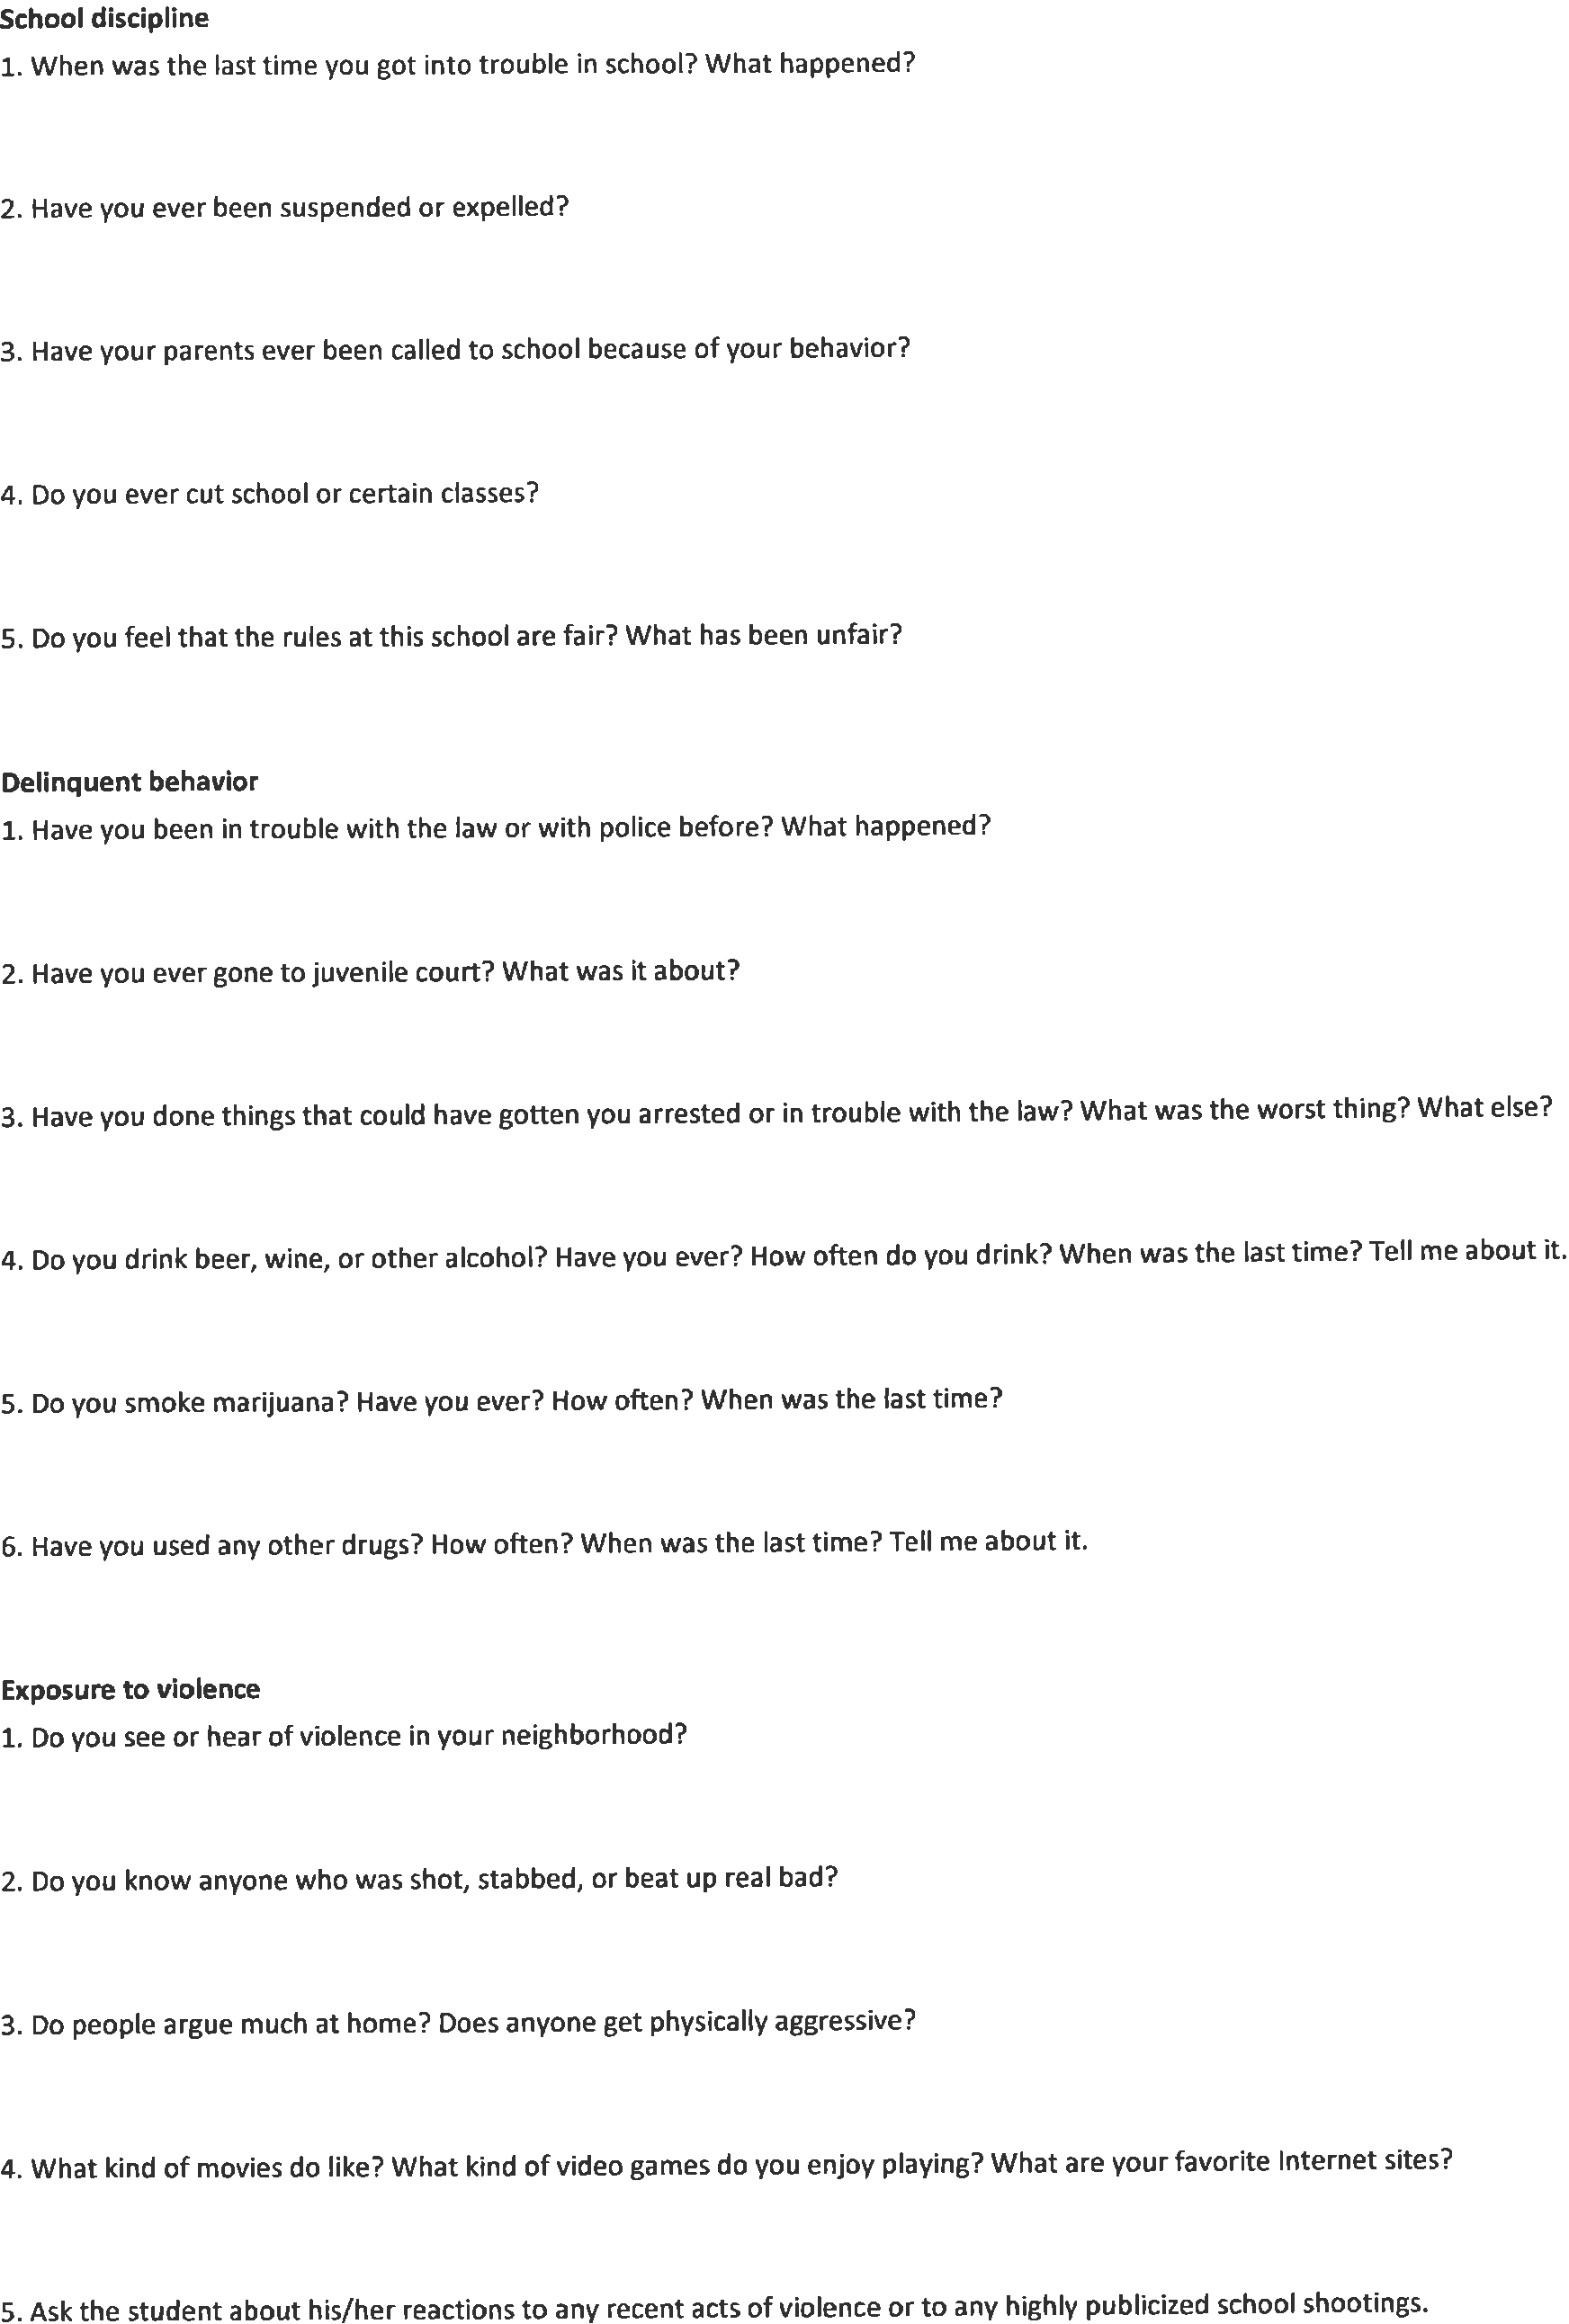 School discipline
1. When was the last time you got into trouble in school? What happened?
2. Have you ever been suspended or expelled?
3. Have your parents ever been called to school because of your behavior?
4. Do you ever cut school or certain classes?
5. Do you feel that the rules at this school are fair? What has been unfair?
Delinquent behavior
1. Have you been in trouble with the law or with police before? What happened?
2. Have you ever gone to juvenile court? What was it about?
3. Have you done things that could have gotten you arrested or in trouble with the law? What was the worst thing? What else?
4. Do you drink beer, wine, or other alcohol? Have you ever? How often do you drink? When was the last time? Tell me about it.
5. Do you smoke marijuana? Have you ever? How often? When was the last time?
6. Have you used any other drugs? How often? When was the last time? Tell me about it.
Exposure to violence
1. Do you see or hear of violence in your neighborhood?
2. Do you know anyone who was shot, stabbed, or beat up real bad?
3. Do people argue much at home? Does anyone get physically aggressive?
4. What kind of movies do like? What kind of video games do you enjoy playing? What are your favorite Internet sites?
5. Ask the student about his/her reactions to any recent acts of violence or to any highly publicized school shootings.